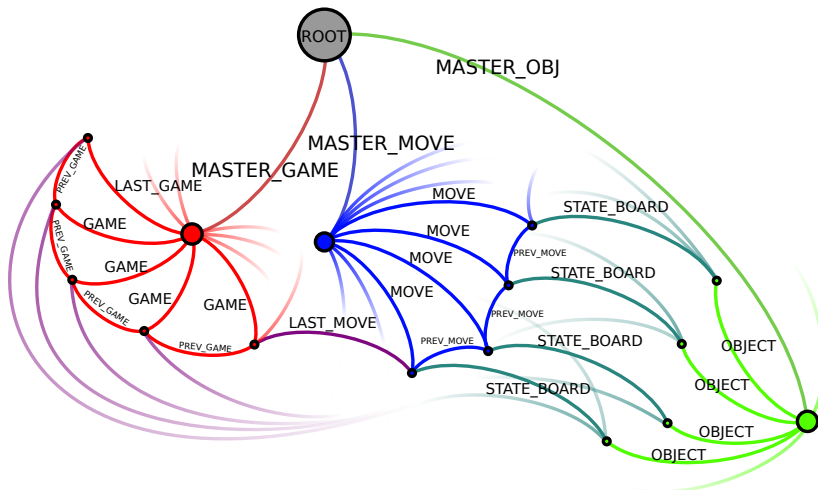 ROOT
MASTER_OBJ
MASTER_MOVE
MASTER_GAME
PREV_GAME
LAST_GAME
MOVE
STATE_BOARD
GAME
MOVE
PREV_MOVE
PREV_GAME
GAME
MOVE
STATE_BOARD
PREV_GAME
GAME
GAME
MOVE
LAST_MOVE
PREV_MOVE
PREV_GAME
PREV_MOVE
STATE_BOARD
OBJECT
STATE_BOARD
OBJECT
OBJECT
OBJECT